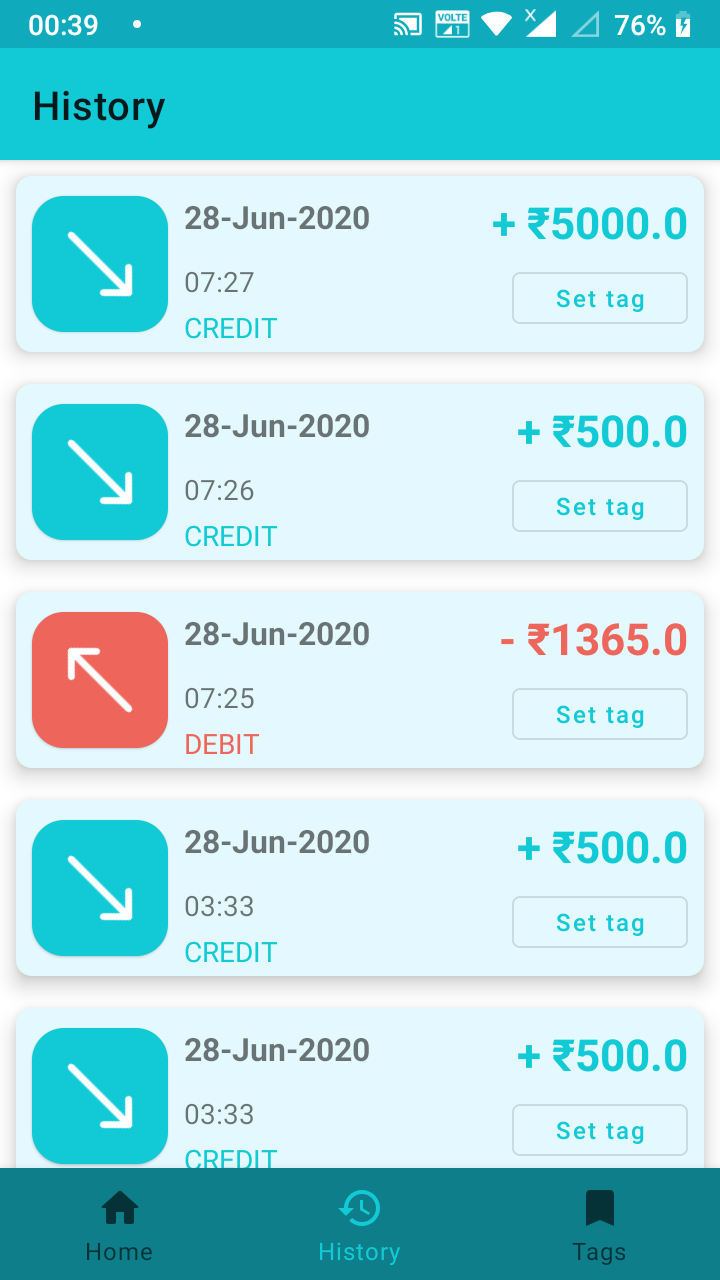 00:39
VOLTE
1
X
76%
History
28-Jun-2020
+ ₹5000.0
07:27
Set tag
CREDIT
28-Jun-2020
+ ₹500.0
07:26
Set tag
CREDIT
28-Jun-2020
- ₹1365.0
07:25
Set tag
DEBIT
28-Jun-2020
+ ₹500.0
03:33
Set tag
CREDIT
28-Jun-2020
+ ₹500.0
03:33
Set tag
CREDIT
Home History Tags